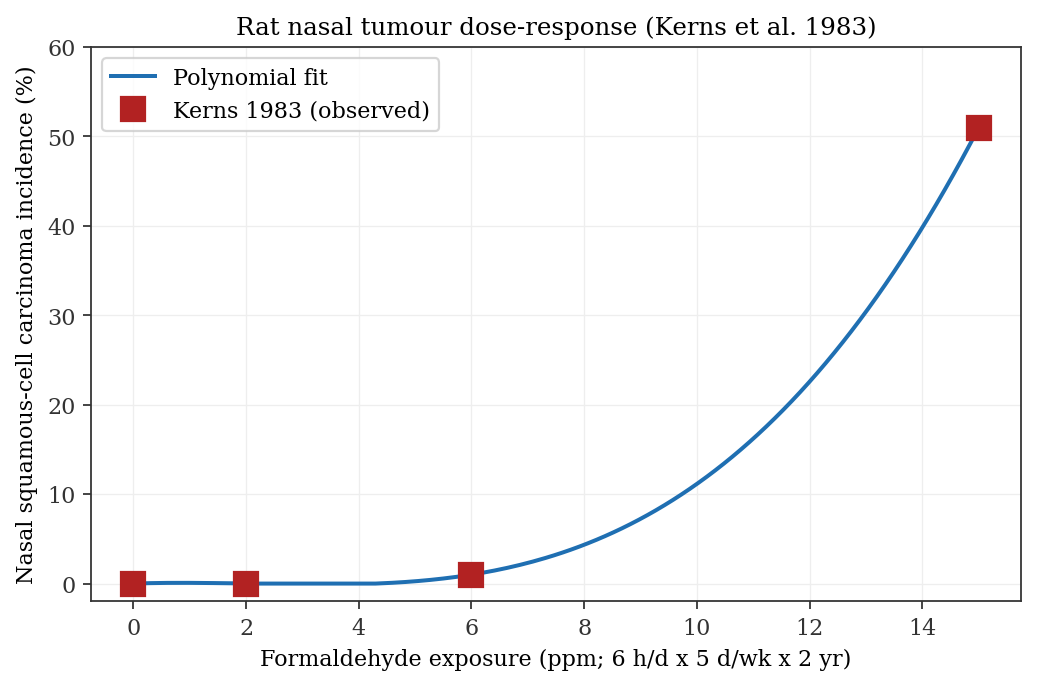 Rat nasal tumour dose-response (Kerns et al. 1983)
Polynomial fit
Kerns 1983 (observed)
Nasal squamous-cell carcinoma incidence (%)
60
50
40
30
20
10
0
0 2 4 6 8 10 12 14
Formaldehyde exposure (ppm; 6 h/d x 5 d/wk x 2 yr)